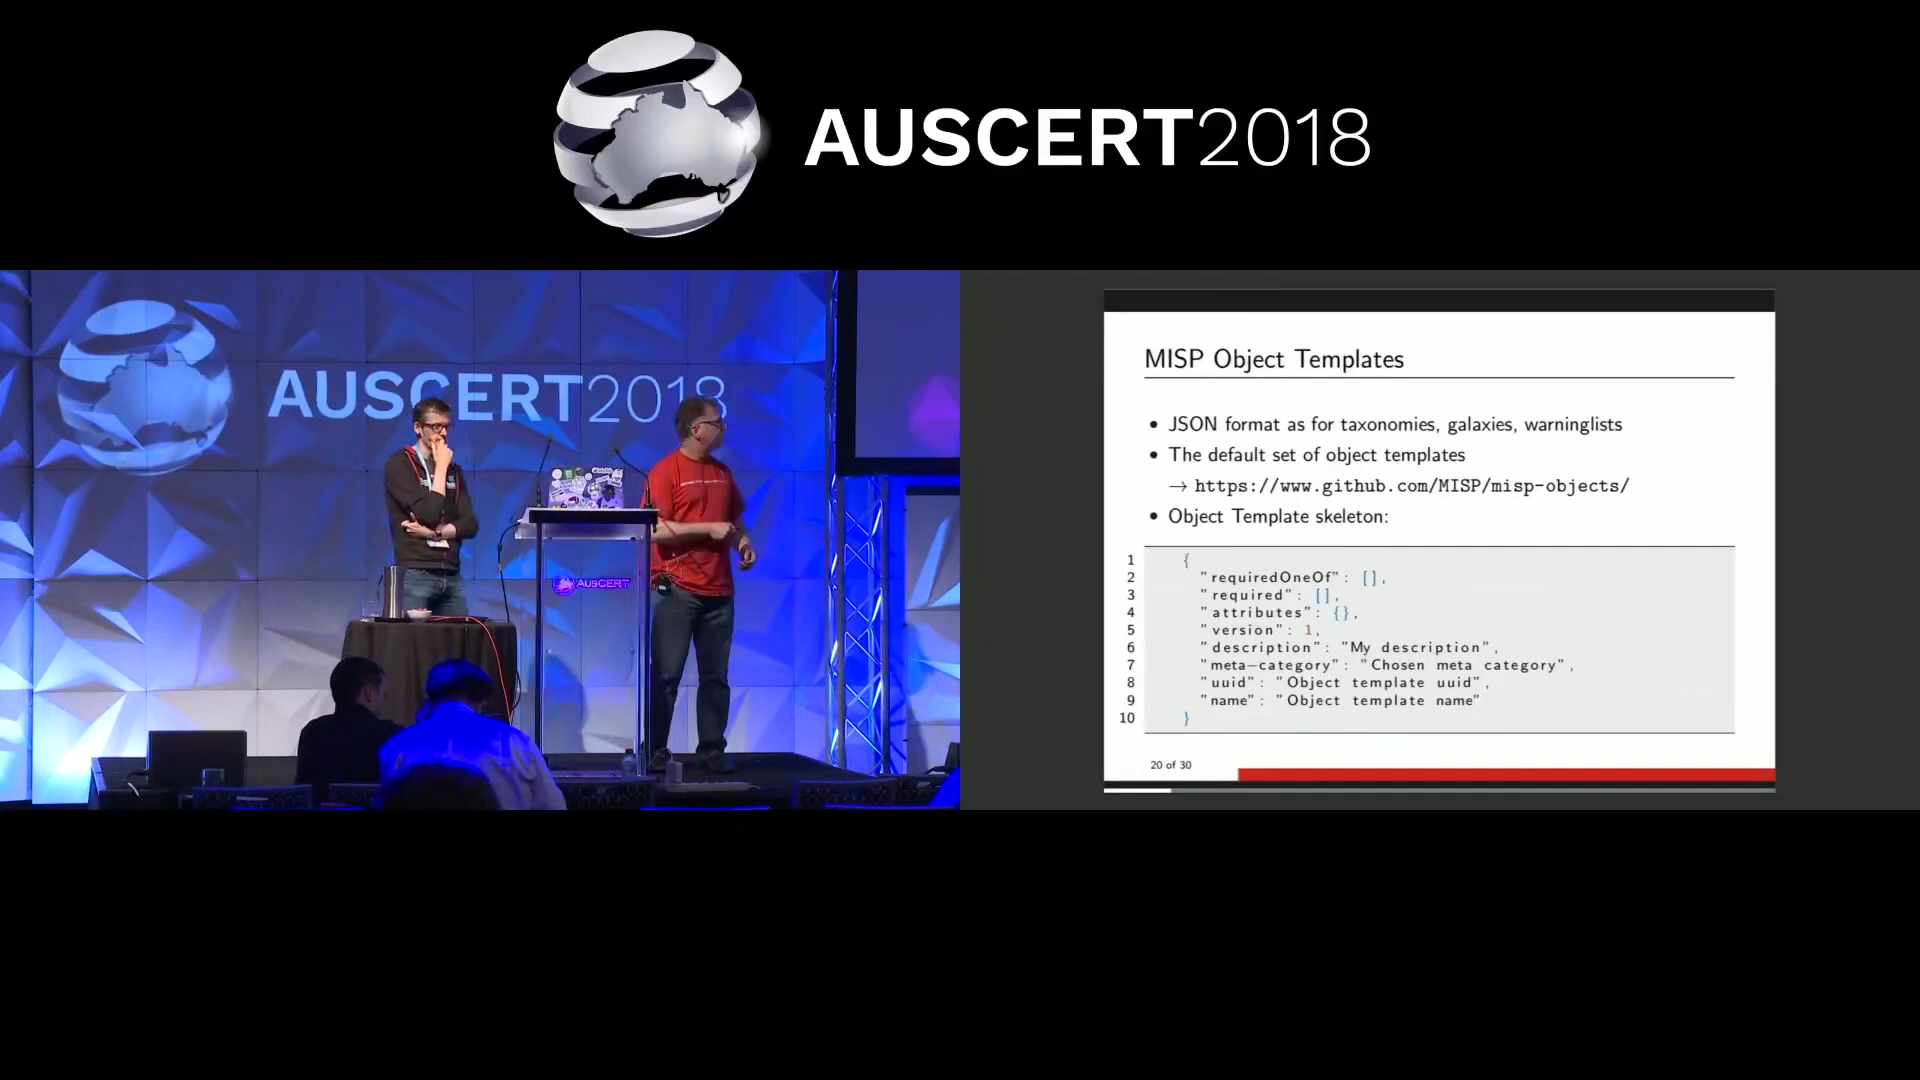 AUSCERT2018
AUSCERT2018
AUSCERT
MISP Object Templates
• JSON format as for taxonomies, galaxies, warninglists
• The default set of object templates
→ https://www.github.com/MISP/misp-objects/
• Object Template skeleton:
1 {
2 "requiredOneOf": [],
3 "required": [],
4 "attributes": {},
5 "version": 1,
6 "description": "My description",
7 "meta-category": "Chosen meta category",
8 "uuid": "Object template uuid",
9 "name": "Object template name"
10 }
20 of 30